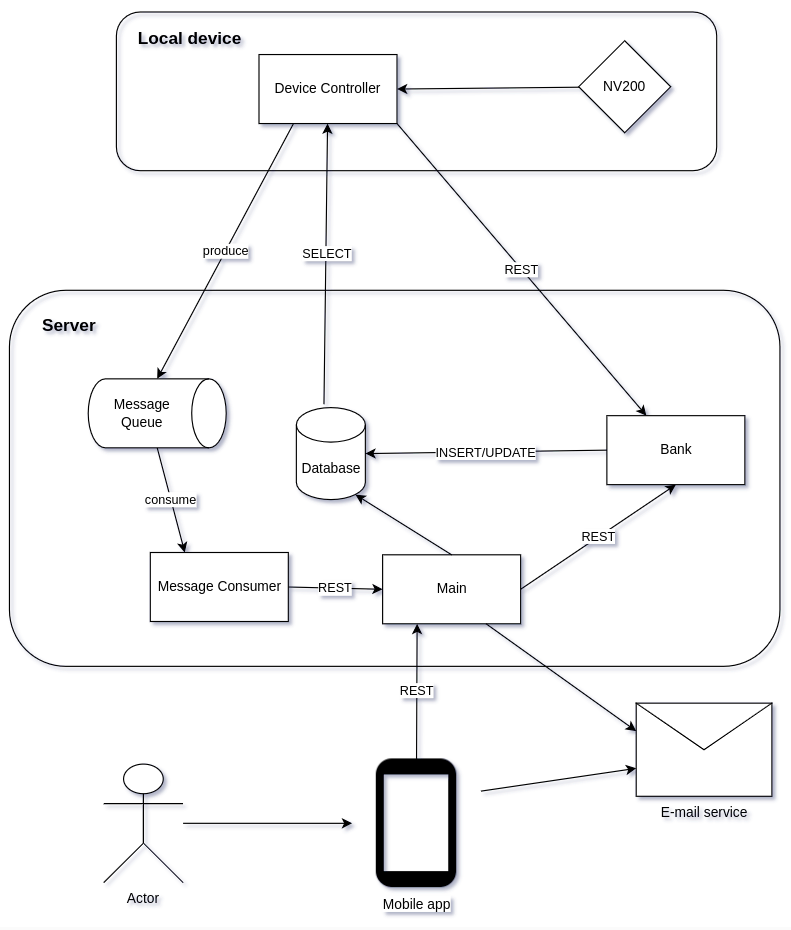 Local device
Device Controller
NV200
produce
SELECT
REST
Server
Message
Queue
Database
INSERT/UPDATE
Bank
consume
REST
Message Consumer
REST
Main
REST
E-mail service
Actor
Mobile app